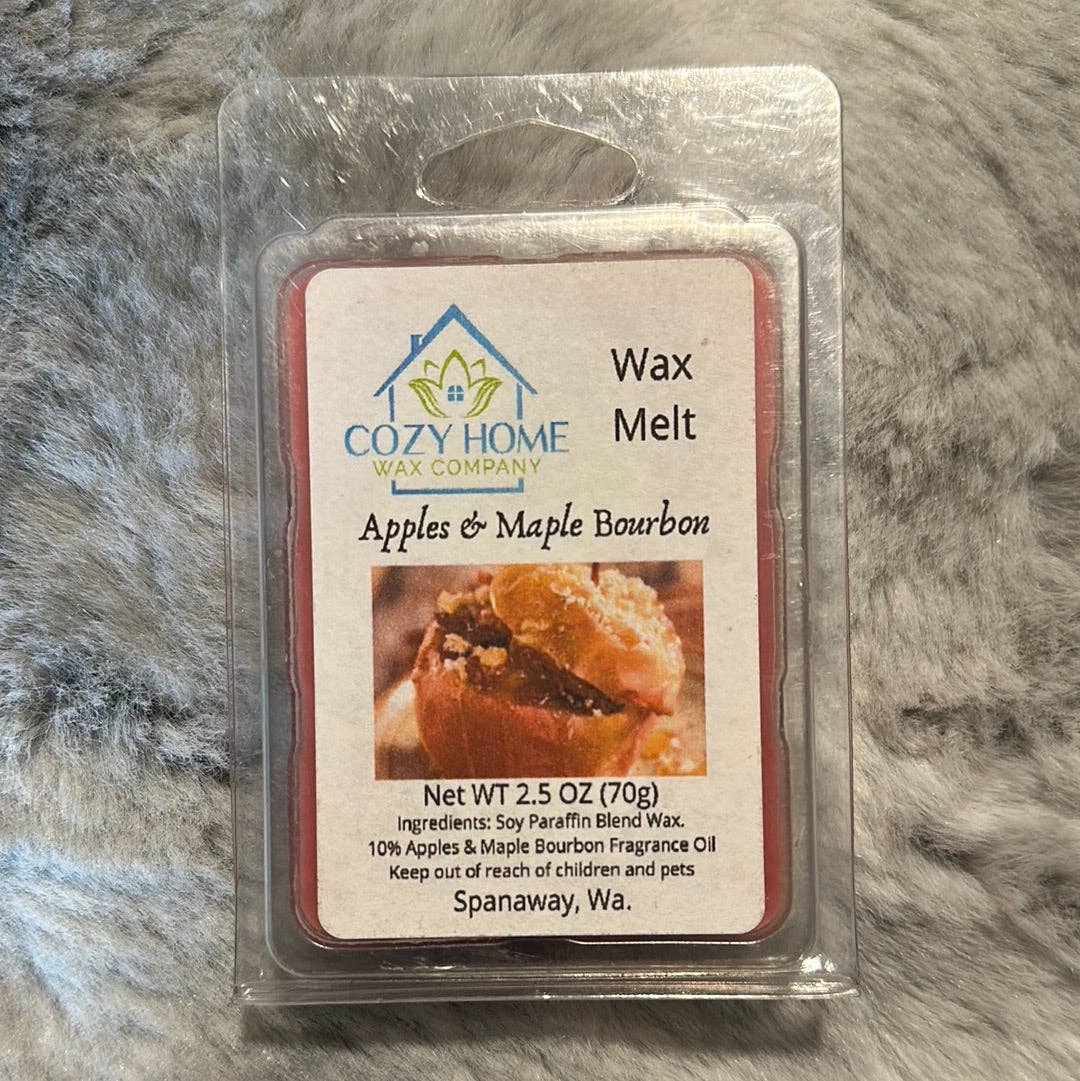 COZY HOME
WAX COMPANY
Wax
Melt
Apples & Maple Bourbon
Net WT 2.5 OZ (70g)
Ingredients: Soy Paraffin Blend Wax.
10% Apples & Maple Bourbon Fragrance Oil
Keep out of reach of children and pets
Spanaway, Wa.